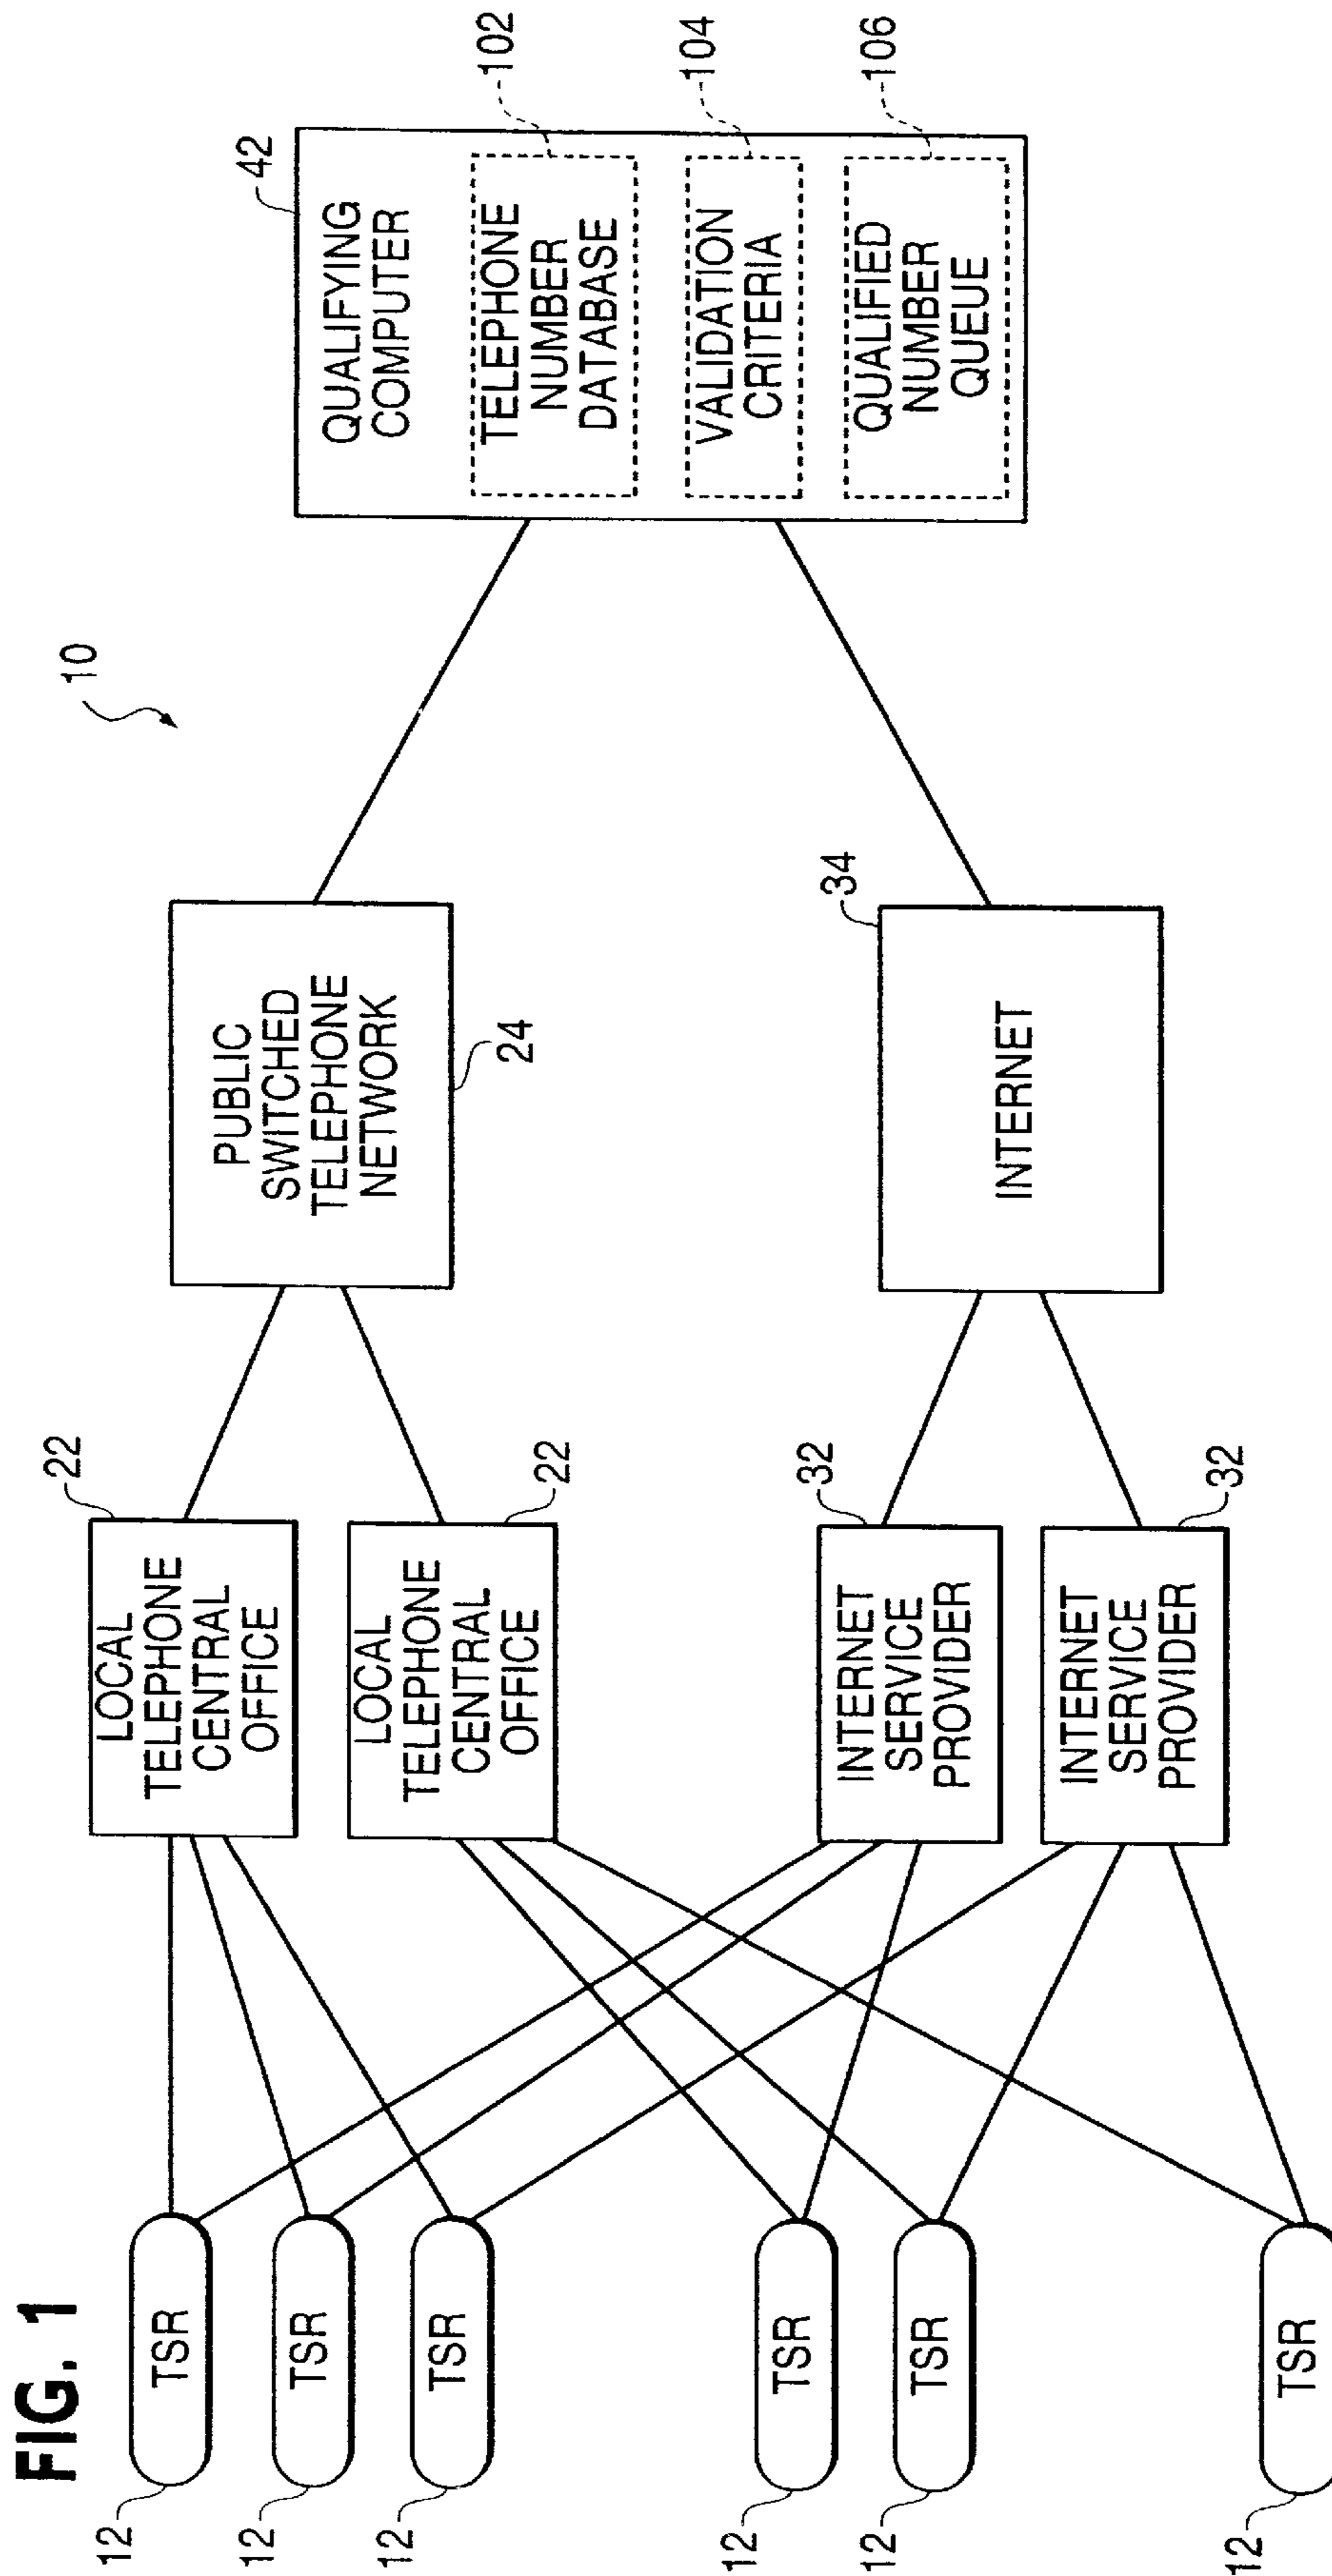 FIG. 1
10
12
TSR
12
TSR
12
TSR
12
TSR
12
TSR
12
TSR
22
LOCAL
TELEPHONE
CENTRAL
OFFICE
22
LOCAL
TELEPHONE
CENTRAL
OFFICE
32
INTERNET
SERVICE
PROVIDER
32
INTERNET
SERVICE
PROVIDER
PUBLIC
SWITCHED
TELEPHONE
NETWORK
24
34
INTERNET
42
QUALIFYING
COMPUTER
TELEPHONE
NUMBER
DATABASE
102
VALIDATION
CRITERIA
104
QUALIFIED
NUMBER
QUEUE
106